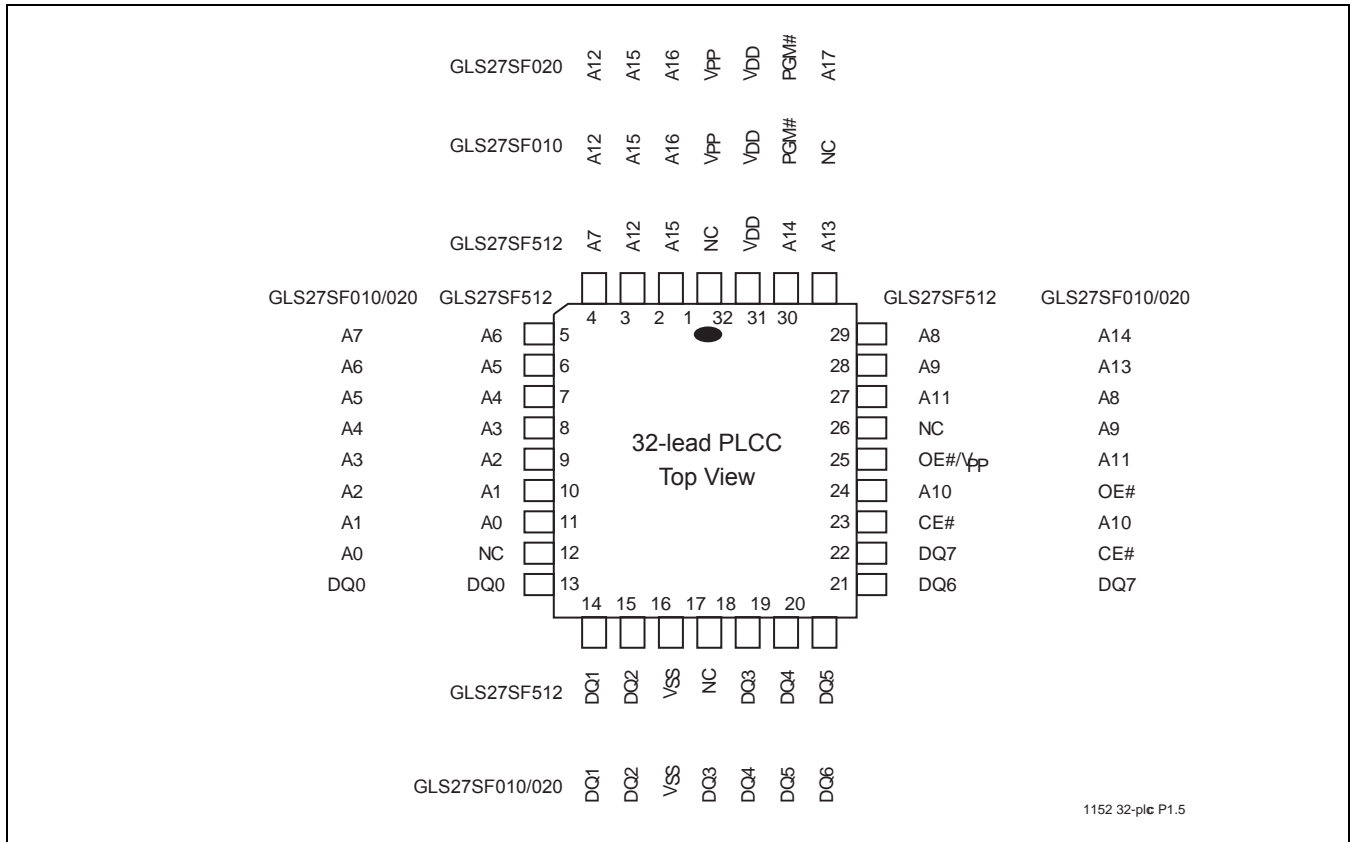 GLS27SF020 A12 A15 A16 VPP VDD PGM# A17
GLS27SF010 A12 A15 A16 VPP VDD PGM# NC
GLS27SF512 A7 A12 A15 NC VDD A14 A13
GLS27SF010/020 GLS27SF512 GLS27SF512 GLS27SF010/020
4 3 2 1 32 31 30
A7 A6 5 29 A8 A14
A6 A5 6 28 A9 A13
A5 A4 7 27 A11 A8
A4 A3 8 26 NC A9
A3 A2 9 25 OE#/VPP A11
A2 A1 10 24 A10 OE#
A1 A0 11 23 CE# A10
A0 NC 12 22 DQ7 CE#
DQ0 DQ0 13 21 DQ6 DQ7
32-lead PLCC
Top View
14 15 16 17 18 19 20
GLS27SF512 DQ1 DQ2 VSS NC DQ3 DQ4 DQ5
GLS27SF010/020 DQ1 DQ2 VSS DQ3 DQ4 DQ5 DQ6
1152 32-plc P1.5